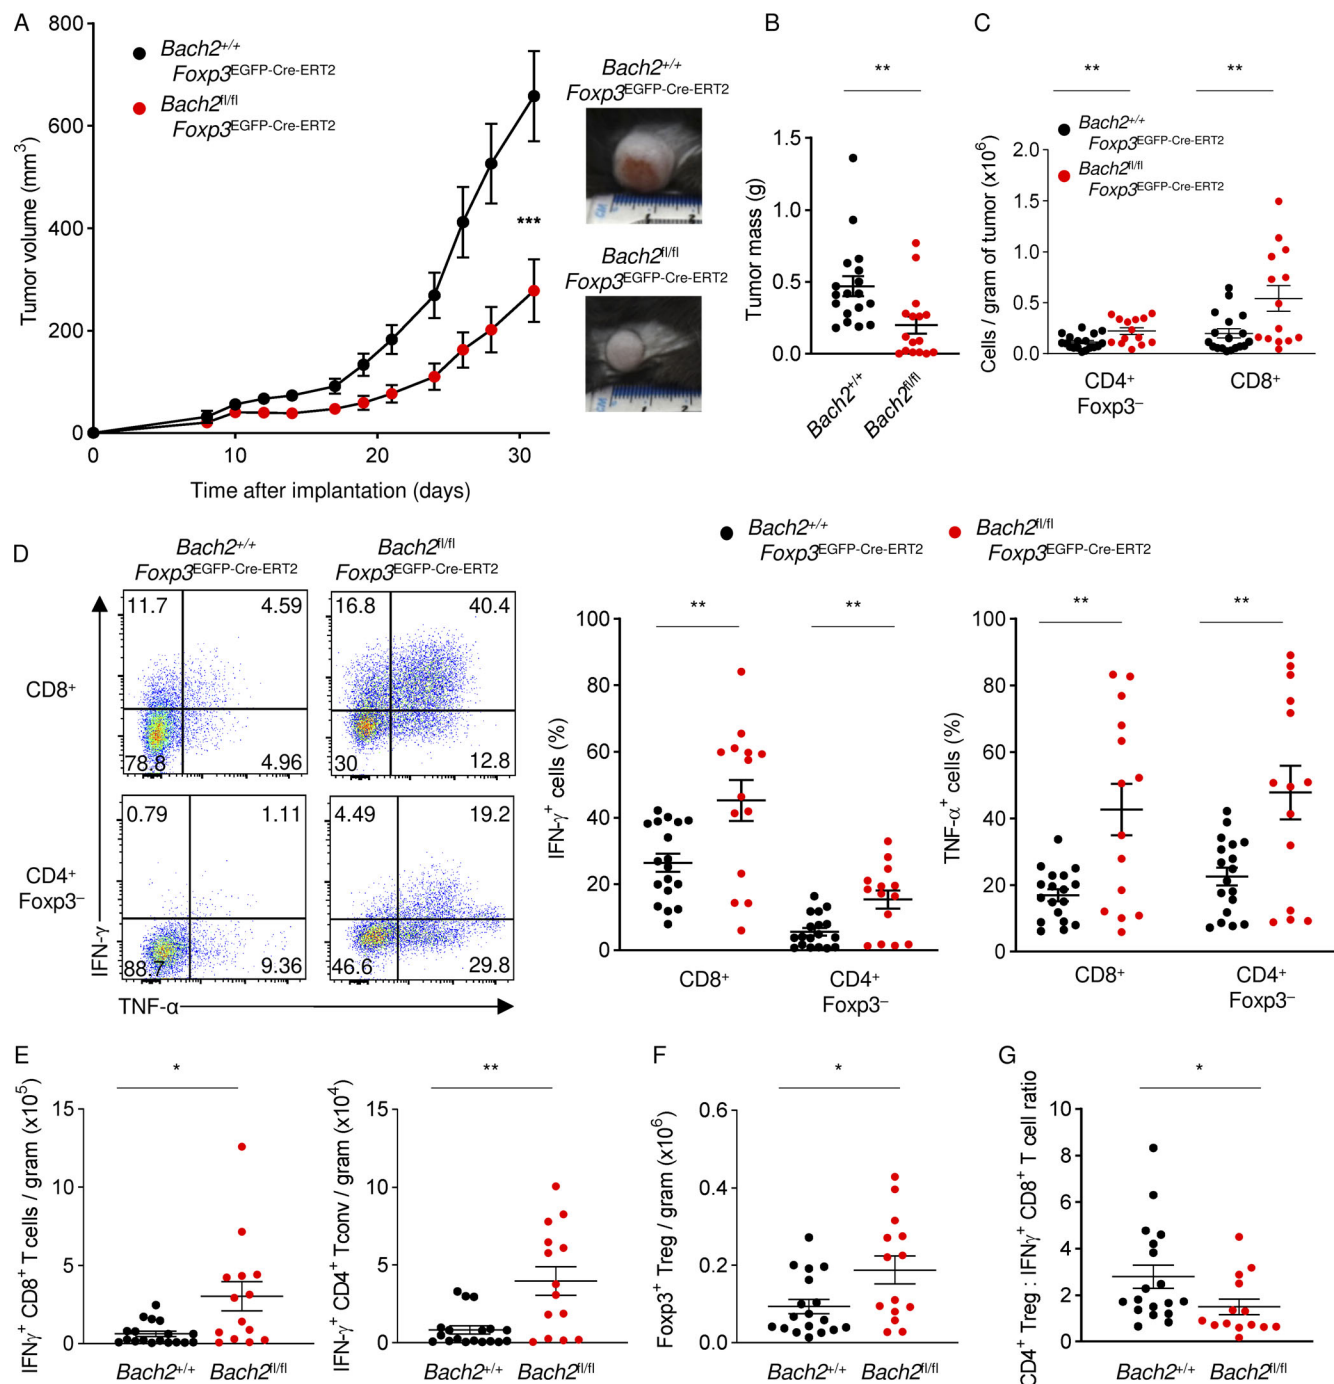 A
800
600
400
200
0
0
10
20
30
Tumor volume (mm³)
Time after implantation (days)
Bach2+/+
Foxp3EGFP-Cre-ERT2
Bach2fl/fl
Foxp3EGFP-Cre-ERT2
***
Bach2+/+
Foxp3EGFP-Cre-ERT2
CM
Bach2fl/fl
Foxp3EGFP-Cre-ERT2
CM
B
**
1.5
1.0
0.5
0.0
Tumor mass (g)
Bach2+/+
Bach2fl/fl
C
**
**
Bach2+/+
Foxp3EGFP-Cre-ERT2
Bach2fl/fl
Foxp3EGFP-Cre-ERT2
2.0
1.5
1.0
0.5
0.0
Cells / gram of tumor (x10⁶)
CD4⁺
Foxp3⁻
CD8⁺
D
Bach2+/+
Foxp3EGFP-Cre-ERT2
Bach2fl/fl
Foxp3EGFP-Cre-ERT2
CD8⁺
11.7
4.59
78.8
4.96
16.8
40.4
30
12.8
CD4⁺
Foxp3⁻
0.79
1.11
88.7
9.36
4.49
19.2
46.6
29.8
IFN-γ
TNF-α
Bach2+/+
Foxp3EGFP-Cre-ERT2
Bach2fl/fl
Foxp3EGFP-Cre-ERT2
**
**
100
80
60
40
20
0
IFN-γ⁺ cells (%)
CD8⁺
CD4⁺
Foxp3⁻
**
**
100
80
60
40
20
0
TNF-α⁺ cells (%)
CD8⁺
CD4⁺
Foxp3⁻
E
*
15
10
5
0
IFNγ⁺ CD8⁺ T cells / gram (x10⁵)
Bach2+/+
Bach2fl/fl
**
15
10
5
0
IFN-γ⁺ CD4⁺ Tconv / gram (x10⁴)
Bach2+/+
Bach2fl/fl
F
*
0.6
0.4
0.2
0.0
Foxp3⁺ Treg / gram (x10⁶)
Bach2+/+
Bach2fl/fl
G
*
10
8
6
4
2
0
CD4⁺ Treg : IFNγ⁺ CD8⁺ T cell ratio
Bach2+/+
Bach2fl/fl